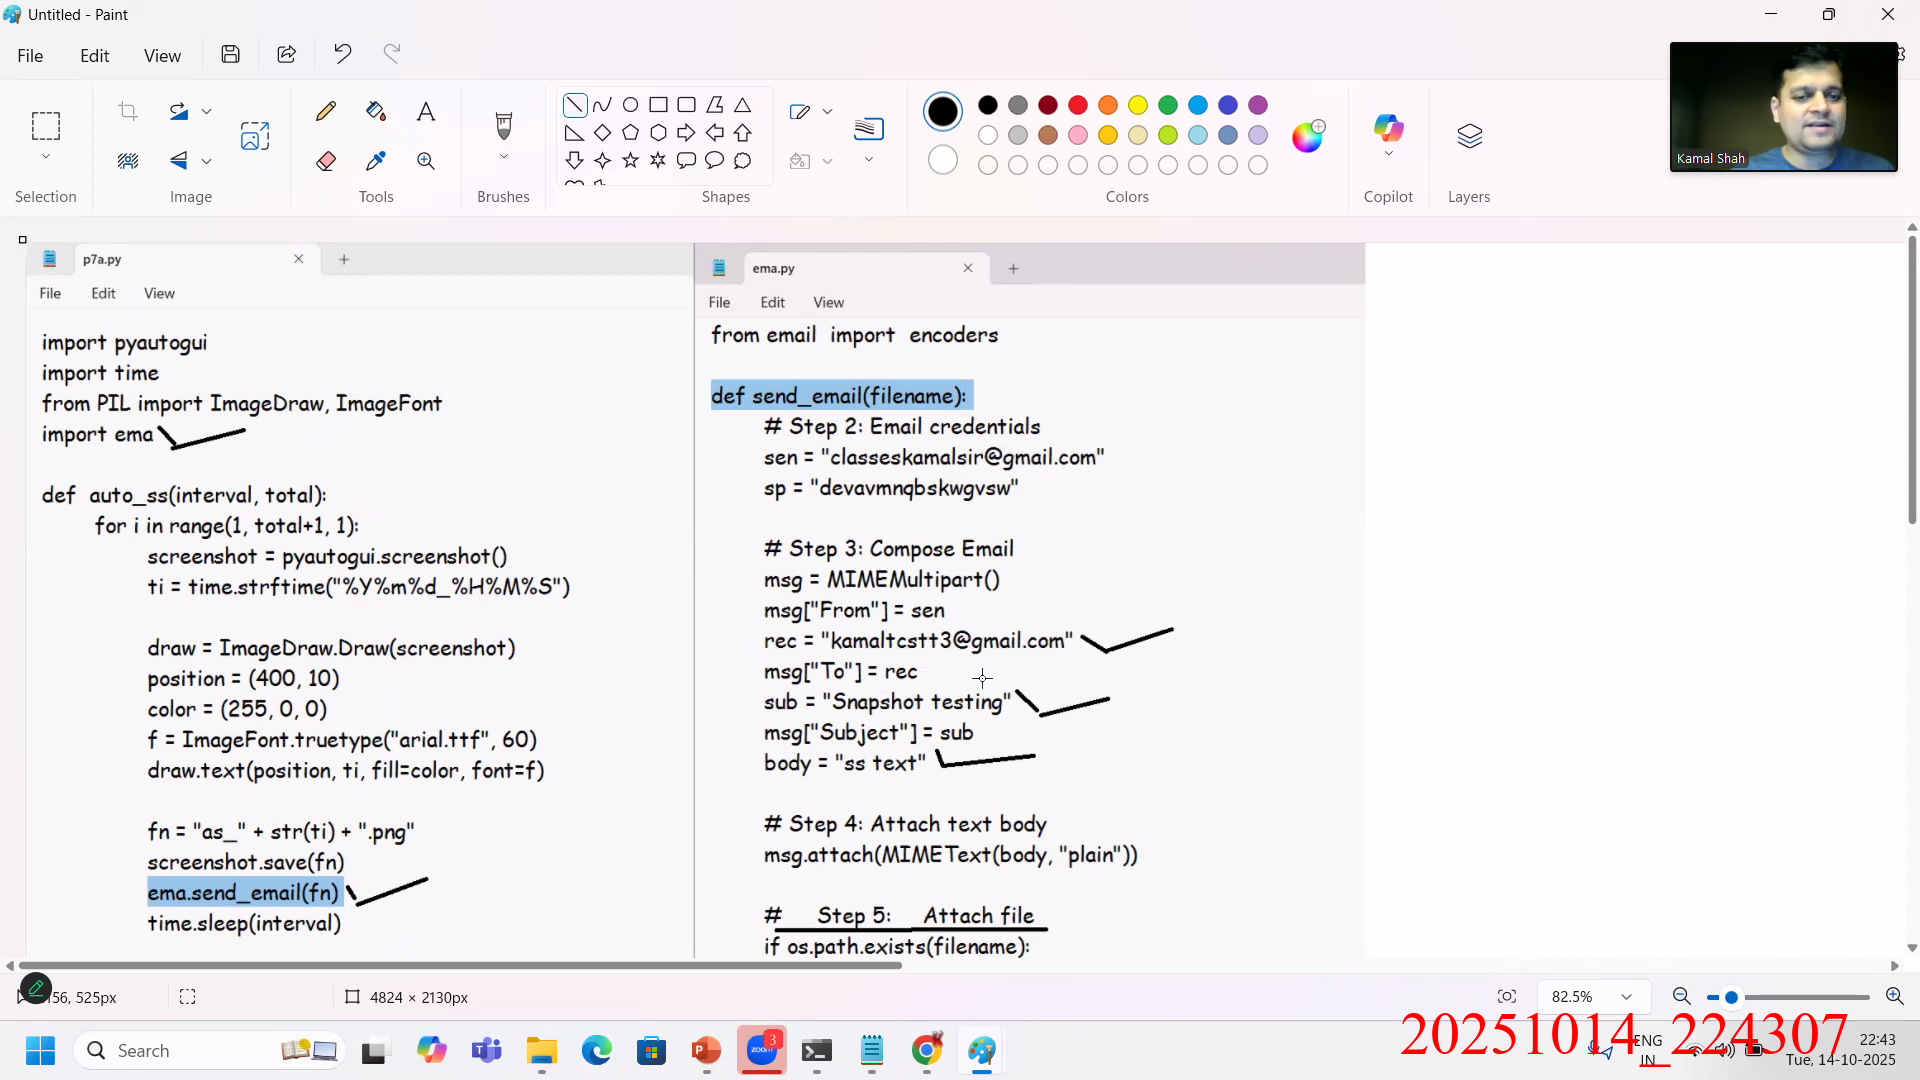 Untitled - Paint
File Edit View
Selection Image Tools Brushes Shapes Colors Copilot Layers
Kamal Shah
p7a.py
File Edit View
import pyautogui
import time
from PIL import ImageDraw, ImageFont
import ema
def auto_ss(interval, total):
for i in range(1, total+1, 1):
screenshot = pyautogui.screenshot()
ti = time.strftime("%Y%m%d_%H%M%S")
draw = ImageDraw.Draw(screenshot)
position = (400, 10)
color = (255, 0, 0)
f = ImageFont.truetype("arial.ttf", 60)
draw.text(position, ti, fill=color, font=f)
fn = "as_" + str(ti) + ".png"
screenshot.save(fn)
ema.send_email(fn)
time.sleep(interval)
ema.py
File Edit View
from email import encoders
def send_email(filename):
# Step 2: Email credentials
sen = "classeskamalsir@gmail.com"
sp = "devavmnqbskwgvsw"
# Step 3: Compose Email
msg = MIMEMultipart()
msg["From"] = sen
rec = "kamaltcstt3@gmail.com"
msg["To"] = rec
sub = "Snapshot testing"
msg["Subject"] = sub
body = "ss text"
# Step 4: Attach text body
msg.attach(MIMEText(body, "plain"))
# Step 5: Attach file
if os.path.exists(filename):
56, 525px
4824 × 2130px
82.5%
Search
zoom
3
20251014_224307
ENG
IN
22:43
Tue, 14-10-2025